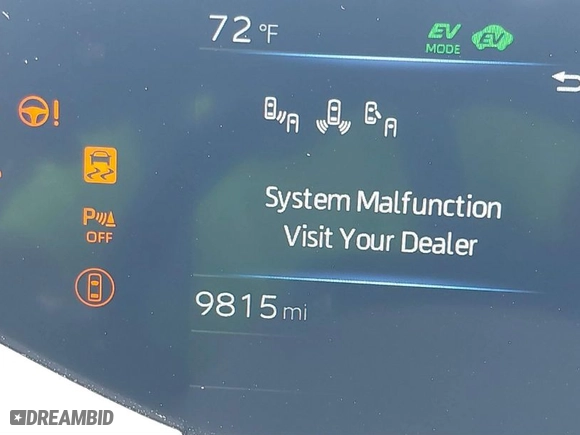 72 °F
EV
MODE
EV
System Malfunction
Visit Your Dealer
P
OFF
9815 mi
DREAMBID